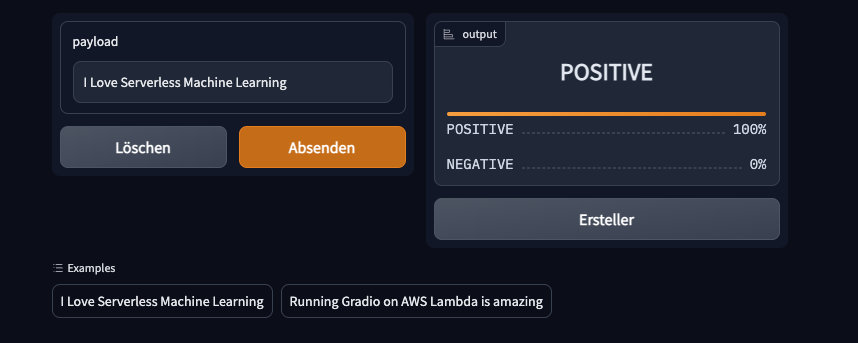 payload
I Love Serverless Machine Learning
Löschen
Absenden
output
POSITIVE
POSITIVE 100%
NEGATIVE 0%
Ersteller
Examples
I Love Serverless Machine Learning
Running Gradio on AWS Lambda is amazing